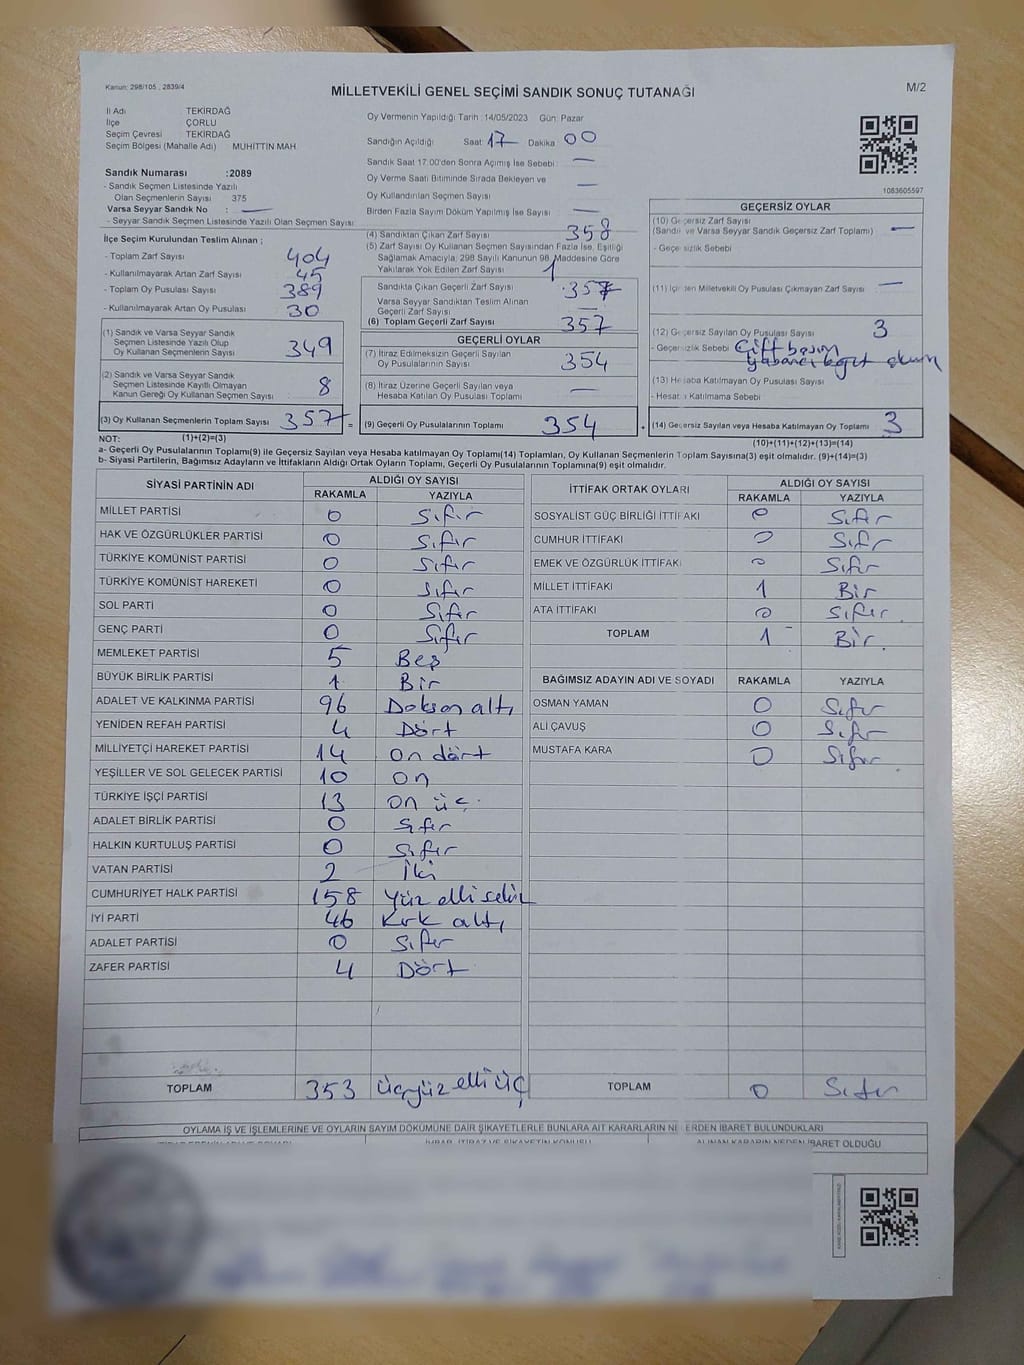 Kanun: 298/105 , 2839/4
MİLLETVEKİLİ GENEL SEÇİMİ SANDIK SONUÇ TUTANAĞI
M/2
İl Adı TEKİRDAĞ
İlçe ÇORLU
Seçim Çevresi TEKİRDAĞ
Seçim Bölgesi (Mahalle Adı) MUHİTTİN MAH.
Oy Vermenin Yapıldığı Tarih : 14/05/2023 Gün: Pazar
Sandığın Açıldığı Saat 17 Dakika 00
Sandık Saat 17:00'den Sonra Açımış İse Sebebi : —
Oy Verme Saati Bitiminde Sırada Bekleyen ve
Oy Kullandırılan Seçmen Sayısı —
Birden Fazla Sayım Döküm Yapılmış İse Sayısı —
1083605597
Sandık Numarası :2089
- Sandık Seçmen Listesinde Yazılı
Olan Seçmenlerin Sayısı 375
Varsa Seyyar Sandık No : —
- Seyyar Sandık Seçmen Listesinde Yazılı Olan Seçmen Sayısı:
İlçe Seçim Kurulundan Teslim Alınan ;
- Toplam Zarf Sayısı 404
- Kullanılmayarak Artan Zarf Sayısı 45
- Toplam Oy Pusulası Sayısı 389
- Kullanılmayarak Artan Oy Pusulası 30
(1) Sandık ve Varsa Seyyar Sandık
Seçmen Listesinde Yazılı Olup
Oy Kullanan Seçmenlerin Sayısı 349
(2) Sandık ve Varsa Seyyar Sandık
Seçmen Listesinde Kayıtlı Olmayan
Kanun Gereği Oy Kullanan Seçmen Sayısı 8
(3) Oy Kullanan Seçmenlerin Toplam Sayısı 357 =
(4) Sandıktan Çıkan Zarf Sayısı 358
(5) Zarf Sayısı Oy Kullanan Seçmen Sayısından Fazla İse, Eşitliği
Sağlamak Amacıyla; 298 Sayılı Kanunun 98. Maddesine Göre
Yakılarak Yok Edilen Zarf Sayısı 1
Sandıkta Çıkan Geçerli Zarf Sayısı 357
Varsa Seyyar Sandıktan Teslim Alınan
Geçerli Zarf Sayısı —
(6) Toplam Geçerli Zarf Sayısı 357
GEÇERLİ OYLAR
(7) İtiraz Edilmeksizin Geçerli Sayılan
Oy Pusulalarının Sayısı 354
(8) İtiraz Üzerine Geçerli Sayılan veya
Hesaba Katılan Oy Pusulası Toplamı —
(9) Geçerli Oy Pusulalarının Toplamı 354
GEÇERSİZ OYLAR
(10) Geçersiz Zarf Sayısı
(Sandık ve Varsa Seyyar Sandık Geçersiz Zarf Toplamı) —
- Geçersizlik Sebebi
(11) İçinden Milletvekili Oy Pusulası Çıkmayan Zarf Sayısı —
(12) Geçersiz Sayılan Oy Pusulası Sayısı 3
- Geçersizlik Sebebi Çift basım
yabancı
(13) Hesaba Katılmayan Oy Pusulası Sayısı
- Hesaba Katılmama Sebebi
(14) Geçersiz Sayılan veya Hesaba Katılmayan Oy Toplamı 3
NOT: (1)+(2)=(3)
(10)+(11)+(12)+(13)=(14)
a- Geçerli Oy Pusulalarının Toplamı(9) ile Geçersiz Sayılan veya Hesaba katılmayan Oy Toplamı(14) Toplamları, Oy Kullanan Seçmenlerin Toplam Sayısına(3) eşit olmalıdır. (9)+(14)=(3)
b- Siyasi Partilerin, Bağımsız Adayların ve İttifakların Aldığı Ortak Oyların Toplamı, Geçerli Oy Pusulalarının Toplamına(9) eşit olmalıdır.
SİYASİ PARTİNİN ADI ALDIĞI OY SAYISI
RAKAMLA YAZIYLA
MİLLET PARTİSİ 0 Sıfır
HAK VE ÖZGÜRLÜKLER PARTİSİ 0 Sıfır
TÜRKİYE KOMÜNİST PARTİSİ 0 Sıfır
TÜRKİYE KOMÜNİST HAREKETİ 0 Sıfır
SOL PARTİ 0 Sıfır
GENÇ PARTİ 0 Sıfır
MEMLEKET PARTİSİ 5 Beş
BÜYÜK BİRLİK PARTİSİ 1 Bir
ADALET VE KALKINMA PARTİSİ 96 Doksan altı
YENİDEN REFAH PARTİSİ 4 Dört
MİLLİYETÇİ HAREKET PARTİSİ 14 On dört
YEŞİLLER VE SOL GELECEK PARTİSİ 10 On
TÜRKİYE İŞÇİ PARTİSİ 13 On üç
ADALET BİRLİK PARTİSİ 0 Sıfır
HALKIN KURTULUŞ PARTİSİ 0 Sıfır
VATAN PARTİSİ 2 İki
CUMHURİYET HALK PARTİSİ 158 Yüz elli sekiz
İYİ PARTİ 46 Kırk altı
ADALET PARTİSİ 0 Sıfır
ZAFER PARTİSİ 4 Dört
TOPLAM 353 Üçyüz elli üç
İTTİFAK ORTAK OYLARI ALDIĞI OY SAYISI
RAKAMLA YAZIYLA
SOSYALİST GÜÇ BİRLİĞİ İTTİFAKI 0 Sıfır
CUMHUR İTTİFAKI 0 Sıfır
EMEK VE ÖZGÜRLÜK İTTİFAKI 0 Sıfır
MİLLET İTTİFAKI 1 Bir
ATA İTTİFAKI 0 Sıfır
TOPLAM 1 Bir
BAĞIMSIZ ADAYIN ADI VE SOYADI RAKAMLA YAZIYLA
OSMAN YAMAN 0 Sıfır
ALİ ÇAVUŞ 0 Sıfır
MUSTAFA KARA 0 Sıfır
TOPLAM 0 Sıfır
OYLAMA İŞ VE İŞLEMLERİNE VE OYLARIN SAYIM DÖKÜMÜNE DAİR ŞİKAYETLERLE BUNLARA AİT KARARLARIN NELERDEN İBARET BULUNDUKLARI
İHBAR, İTİRAZ VE ŞİKAYETİN KONUSU ALINAN KARARIN NEDEN İBARET OLDUĞU